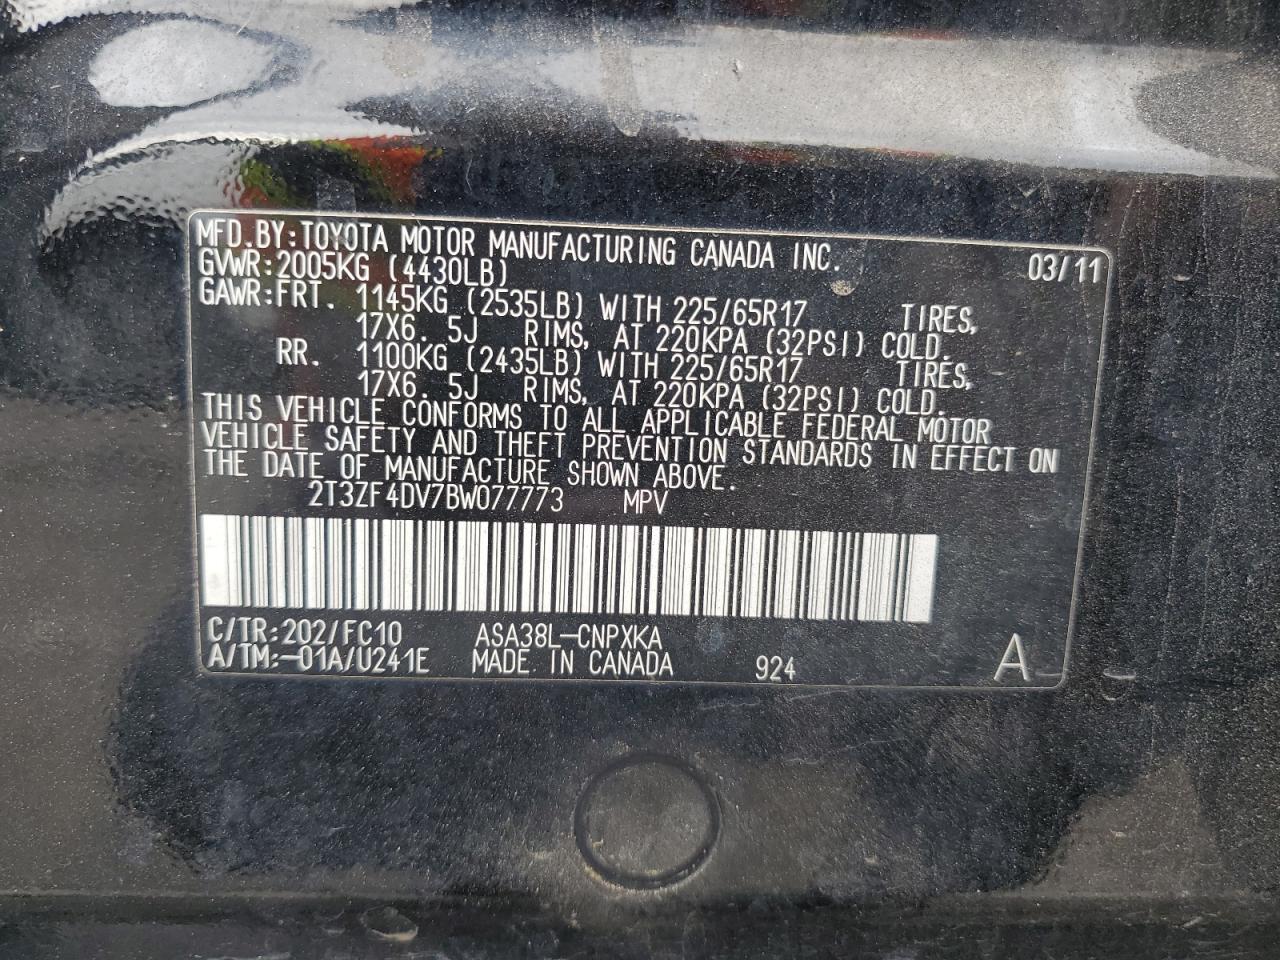 MFD.BY:TOYOTA MOTOR MANUFACTURING CANADA INC. 03/11
GVWR:2005KG (4430LB)
GAWR:FRT. 1145KG (2535LB) WITH 225/65R17 TIRES,
17X6. 5J RIMS, AT 220KPA (32PSI) COLD.
RR. 1100KG (2435LB) WITH 225/65R17 TIRES,
17X6. 5J RIMS, AT 220KPA (32PSI) COLD.
THIS VEHICLE CONFORMS TO ALL APPLICABLE FEDERAL MOTOR
VEHICLE SAFETY AND THEFT PREVENTION STANDARDS IN EFFECT ON
THE DATE OF MANUFACTURE SHOWN ABOVE.
2T3ZF4DV7BW077773 MPV
C/TR:202/FC10 ASA38L-CNPXKA
A/TM:-01A/U241E MADE IN CANADA 924 A